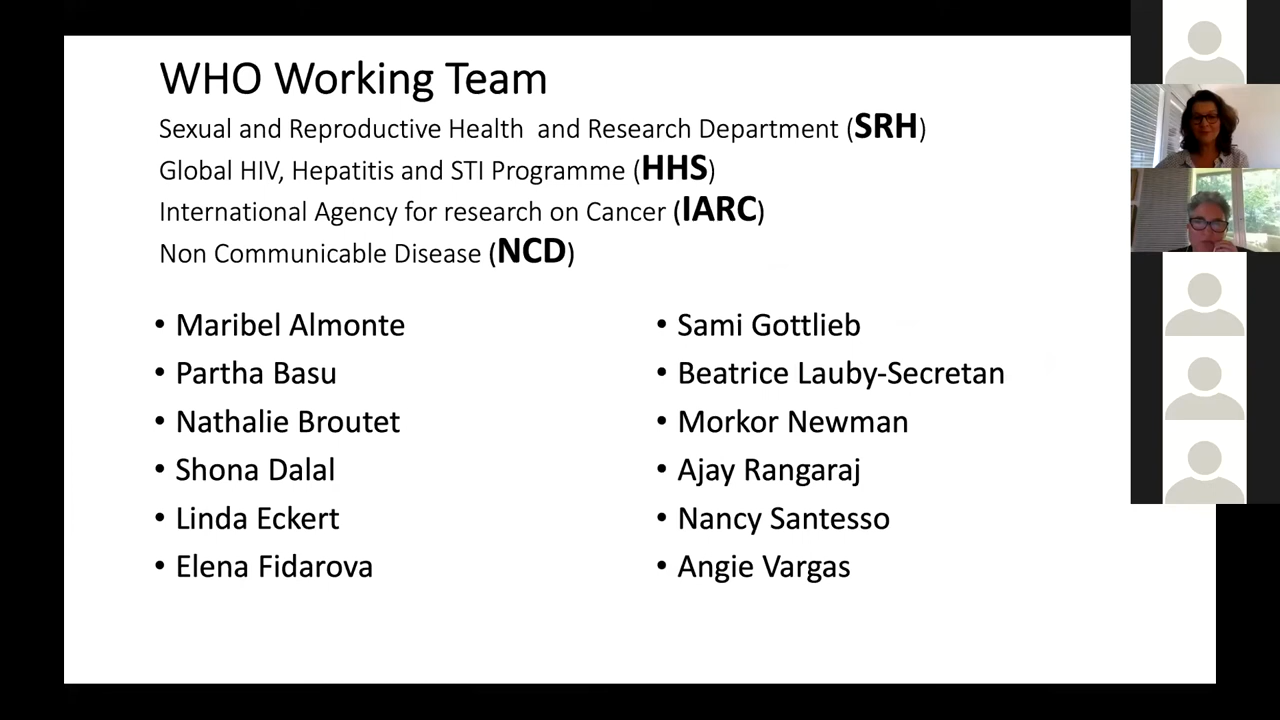 WHO Working Team
Sexual and Reproductive Health and Research Department (SRH)
Global HIV, Hepatitis and STI Programme (HHS)
International Agency for research on Cancer (IARC)
Non Communicable Disease (NCD)
• Maribel Almonte
• Partha Basu
• Nathalie Broutet
• Shona Dalal
• Linda Eckert
• Elena Fidarova
• Sami Gottlieb
• Beatrice Lauby-Secretan
• Morkor Newman
• Ajay Rangaraj
• Nancy Santesso
• Angie Vargas